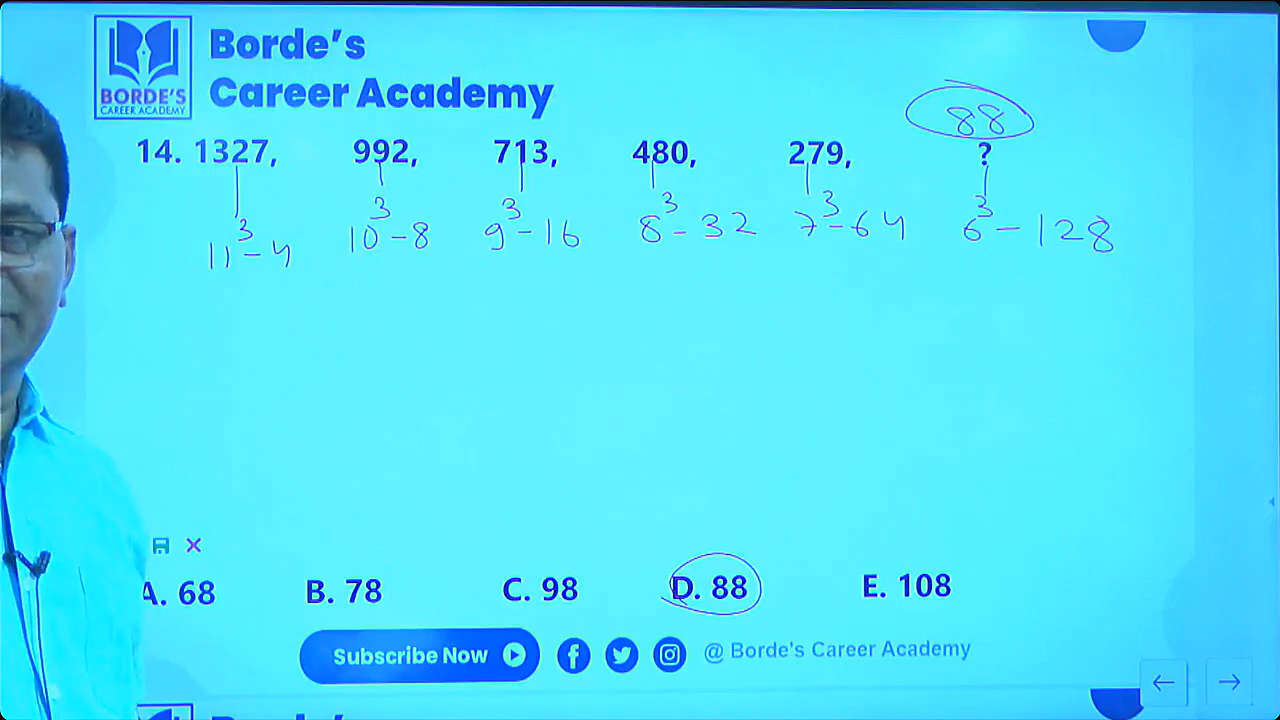 BORDE'S
CAREER ACADEMY
Borde's
Career Academy
88
14. 1327, 992, 713, 480, 279, ?
11³-4 10³-8 9³-16 8³-32 7³-64 6³-128
A. 68 B. 78 C. 98 D. 88 E. 108
Subscribe Now @ Borde's Career Academy